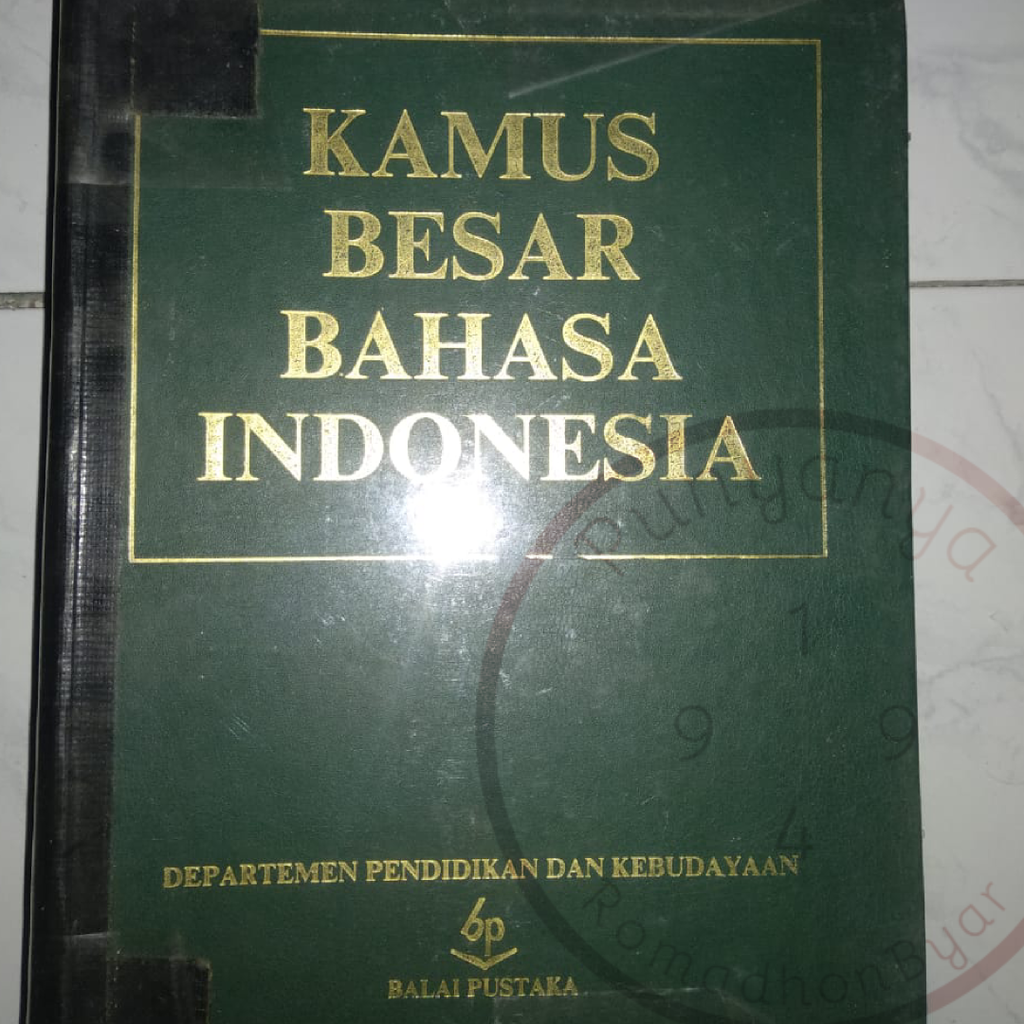 KAMUS
BESAR
BAHASA
INDONESIA
punyanya
1
9 9
4
RomadhonByar
DEPARTEMEN PENDIDIKAN DAN KEBUDAYAAN
bp
BALAI PUSTAKA